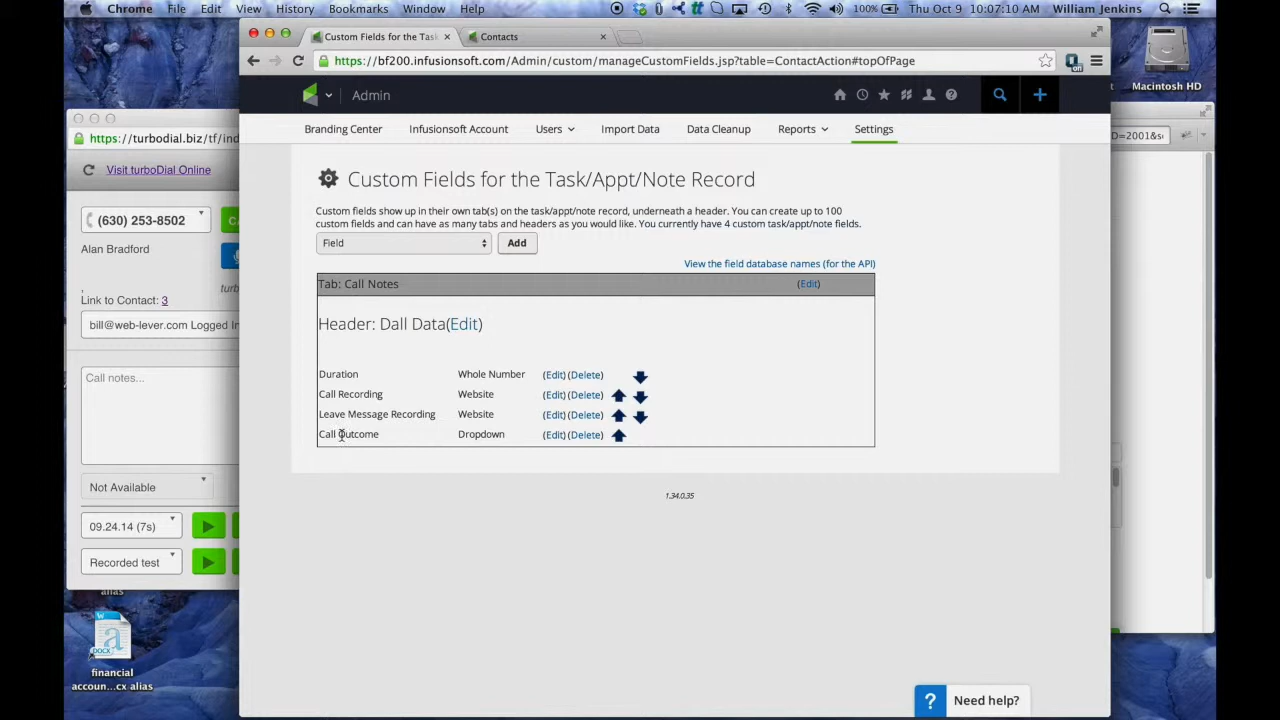 Chrome File Edit View History Bookmarks Window Help 100% Thu Oct 9 10:07:10 AM William Jenkins
Custom Fields for the Task × Contacts ×
https://bf200.infusionsoft.com/Admin/custom/manageCustomFields.jsp?table=ContactAction#topOfPage
on
Macintosh HD
Admin
https://turbodial.biz/tf/ind
D=2001&s
Branding Center Infusionsoft Account Users Import Data Data Cleanup Reports Settings
Visit turboDial Online
Custom Fields for the Task/Appt/Note Record
(630) 253-8502
Custom fields show up in their own tab(s) on the task/appt/note record, underneath a header. You can create up to 100
custom fields and can have as many tabs and headers as you would like. You currently have 4 custom task/appt/note fields.
Alan Bradford
Field Add
View the field database names (for the API)
,
turb
Tab: Call Notes (Edit)
Link to Contact: 3
bill@web-lever.com Logged In
Header: Dall Data(Edit)
Call notes...
Duration Whole Number (Edit) (Delete)
Call Recording Website (Edit) (Delete)
Leave Message Recording Website (Edit) (Delete)
Call Outcome Dropdown (Edit) (Delete)
Not Available
1.34.0.35
09.24.14 (7s)
Recorded test
alias
W
a
DOCX
financial
accoun...cx alias
? Need help?